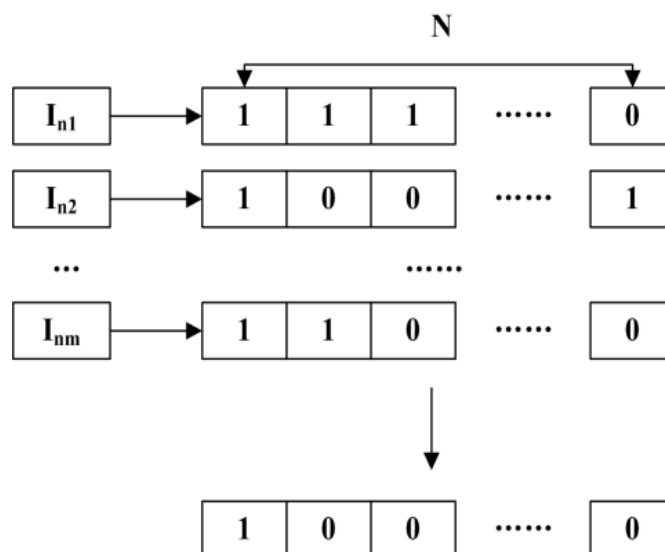 N
In1 1 1 1 ...... 0
In2 1 0 0 ...... 1
... ......
Inm 1 1 0 ...... 0
1 0 0 ...... 0